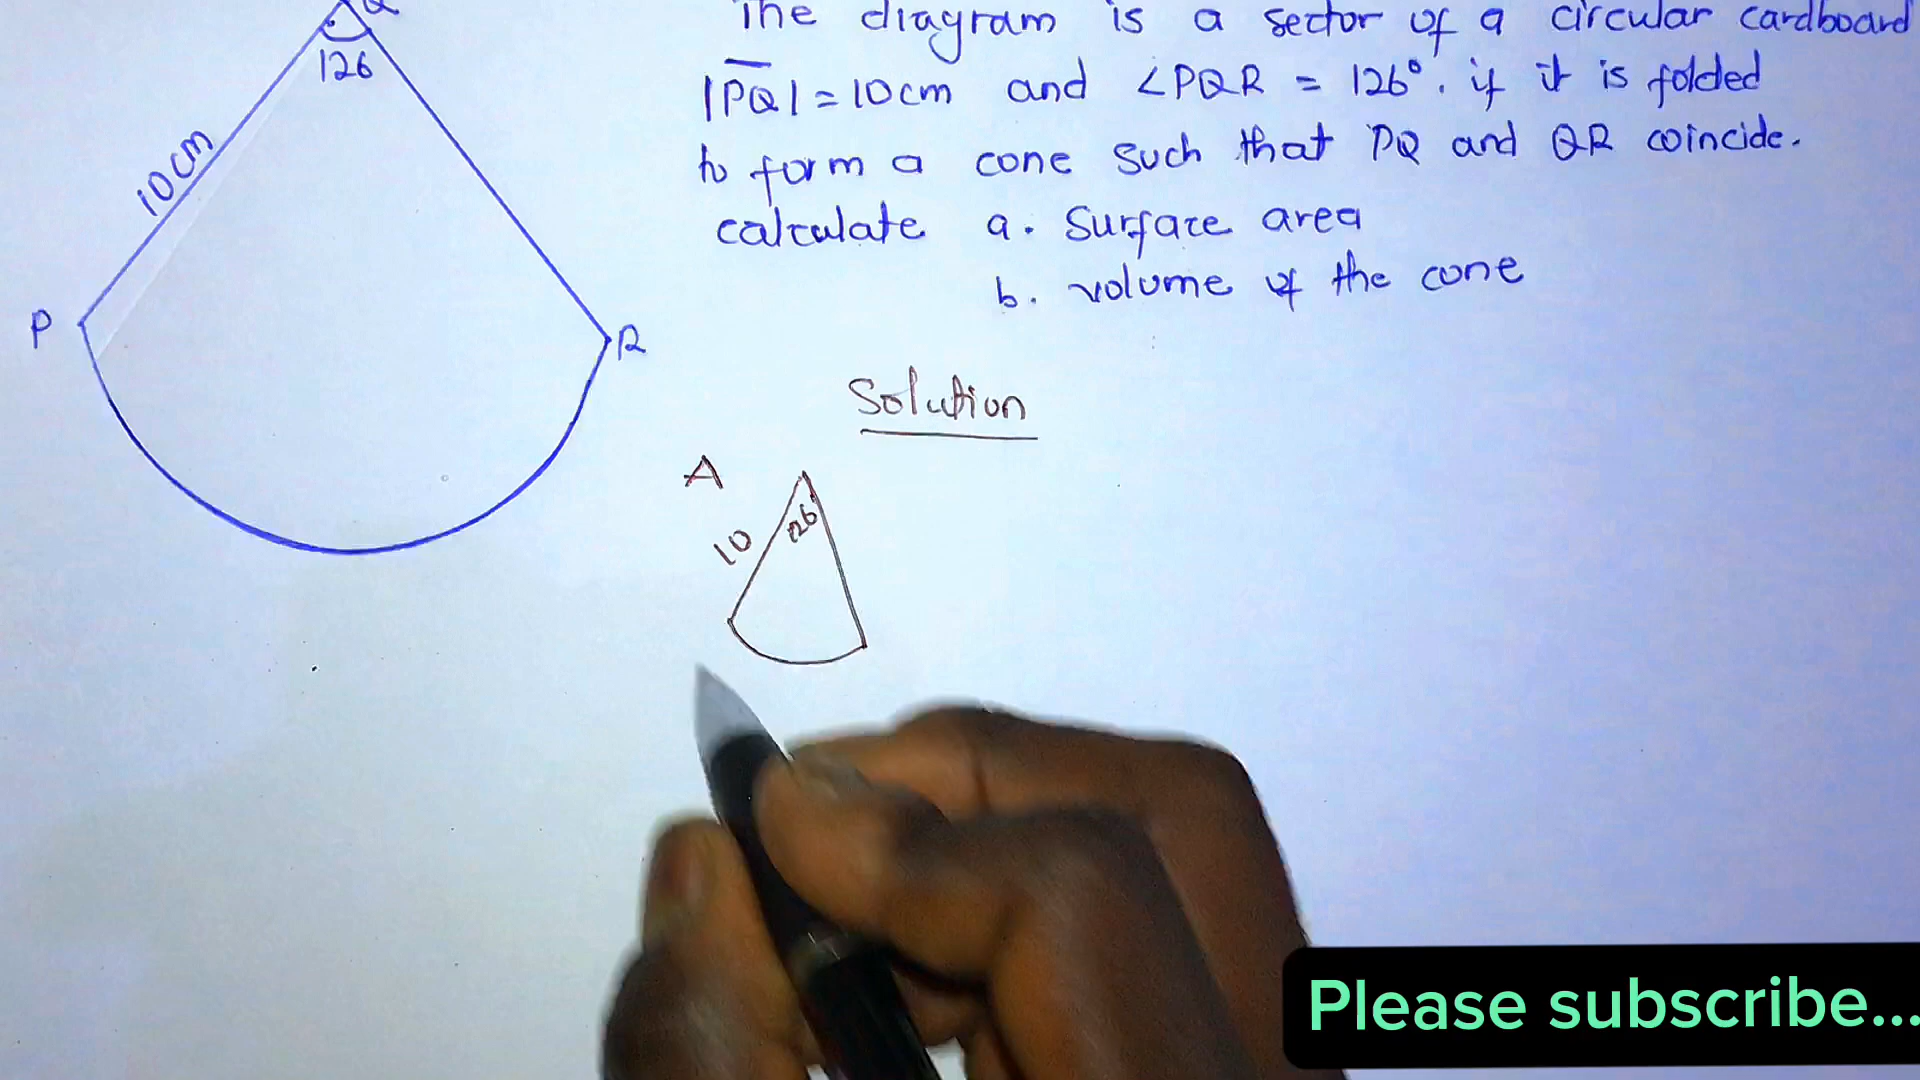 Q
126
10cm
P
R
The diagram is a sector of a circular cardboard
|PQ| = 10cm and ∠PQR = 126°. if it is folded
to form a cone such that PQ and QR coincide.
calculate a. Surface area
b. volume of the cone
Solution
A
10
126
Please subscribe...